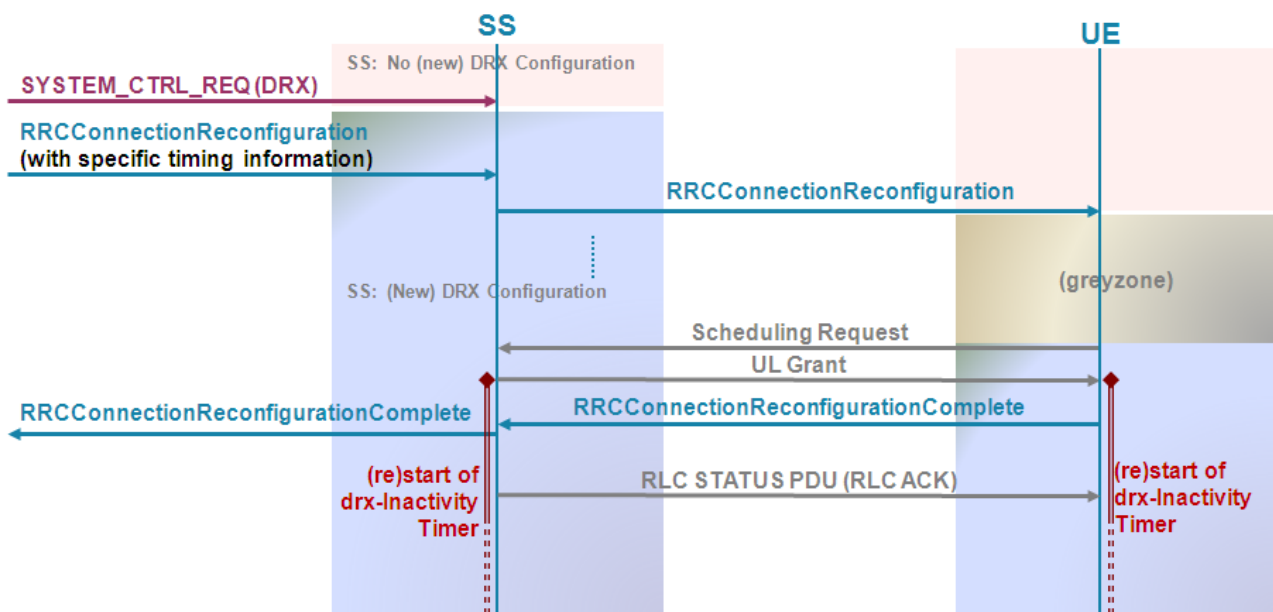 SS
UE
SS: No (new) DRX Configuration
SYSTEM_CTRL_REQ (DRX)
RRCConnectionReconfiguration
(with specific timing information)
RRCConnectionReconfiguration
SS: (New) DRX Configuration
(greyzone)
Scheduling Request
UL Grant
RRCConnectionReconfigurationComplete
RRCConnectionReconfigurationComplete
(re)start of
drx-Inactivity
Timer
RLC STATUS PDU (RLC ACK)
(re)start of
drx-Inactivity
Timer